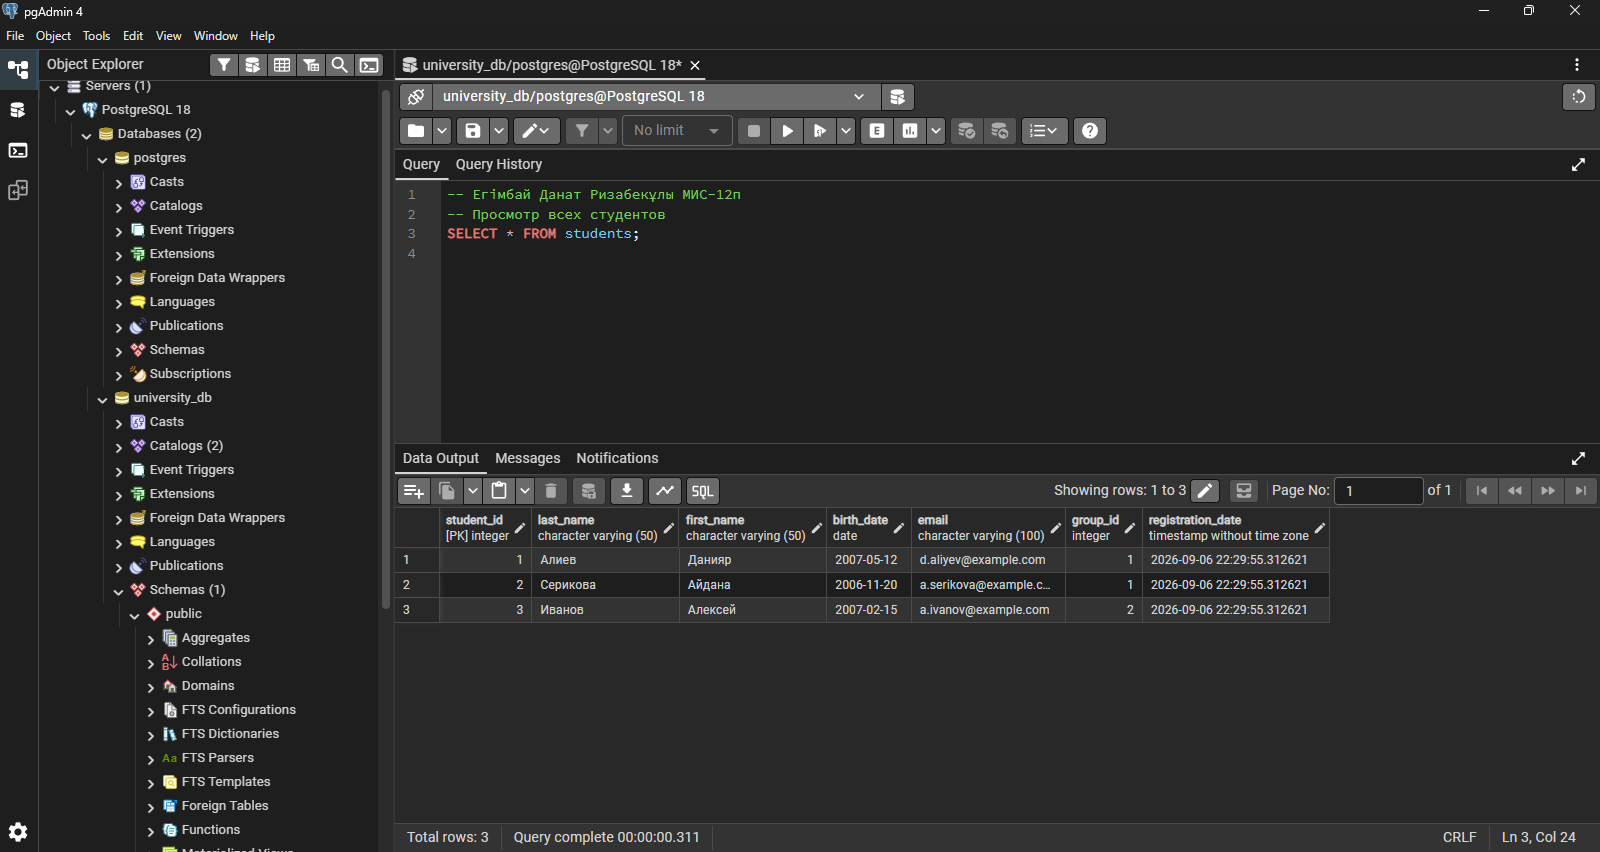 pgAdmin 4
File Object Tools Edit View Window Help
Object Explorer
Servers (1)
PostgreSQL 18
Databases (2)
postgres
Casts
Catalogs
Event Triggers
Extensions
Foreign Data Wrappers
Languages
Publications
Schemas
Subscriptions
university_db
Casts
Catalogs (2)
Event Triggers
Extensions
Foreign Data Wrappers
Languages
Publications
Schemas (1)
public
Aggregates
Collations
Domains
FTS Configurations
FTS Dictionaries
Aa FTS Parsers
FTS Templates
Foreign Tables
Functions
Materialized Views
university_db/postgres@PostgreSQL 18*
university_db/postgres@PostgreSQL 18
No limit
E
Query Query History
1 -- Егімбай Данат Ризабекұлы МИС-12п
2 -- Просмотр всех студентов
3 SELECT * FROM students;
4
Data Output Messages Notifications
SQL Showing rows: 1 to 3 Page No: 1 of 1
student_id last_name first_name birth_date email group_id registration_date
[PK] integer character varying (50) character varying (50) date character varying (100) integer timestamp without time zone
1 1 Алиев Данияр 2007-05-12 d.aliyev@example.com 1 2026-09-06 22:29:55.312621
2 2 Серикова Айдана 2006-11-20 a.serikova@example.c... 1 2026-09-06 22:29:55.312621
3 3 Иванов Алексей 2007-02-15 a.ivanov@example.com 2 2026-09-06 22:29:55.312621
Total rows: 3 Query complete 00:00:00.311 CRLF Ln 3, Col 24